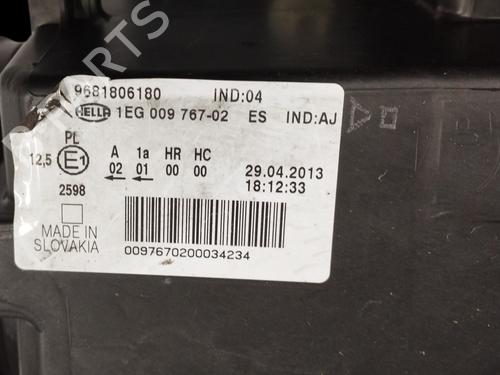 B-PARTS
9681806180 IND:04
HELLA 1EG 009 767-02 ES IND:AJ
PL A 1a HR HC
12,5 E1 02 01 00 00 29.04.2013
2598 18:12:33
MADE IN
SLOVAKIA
0097670200034234